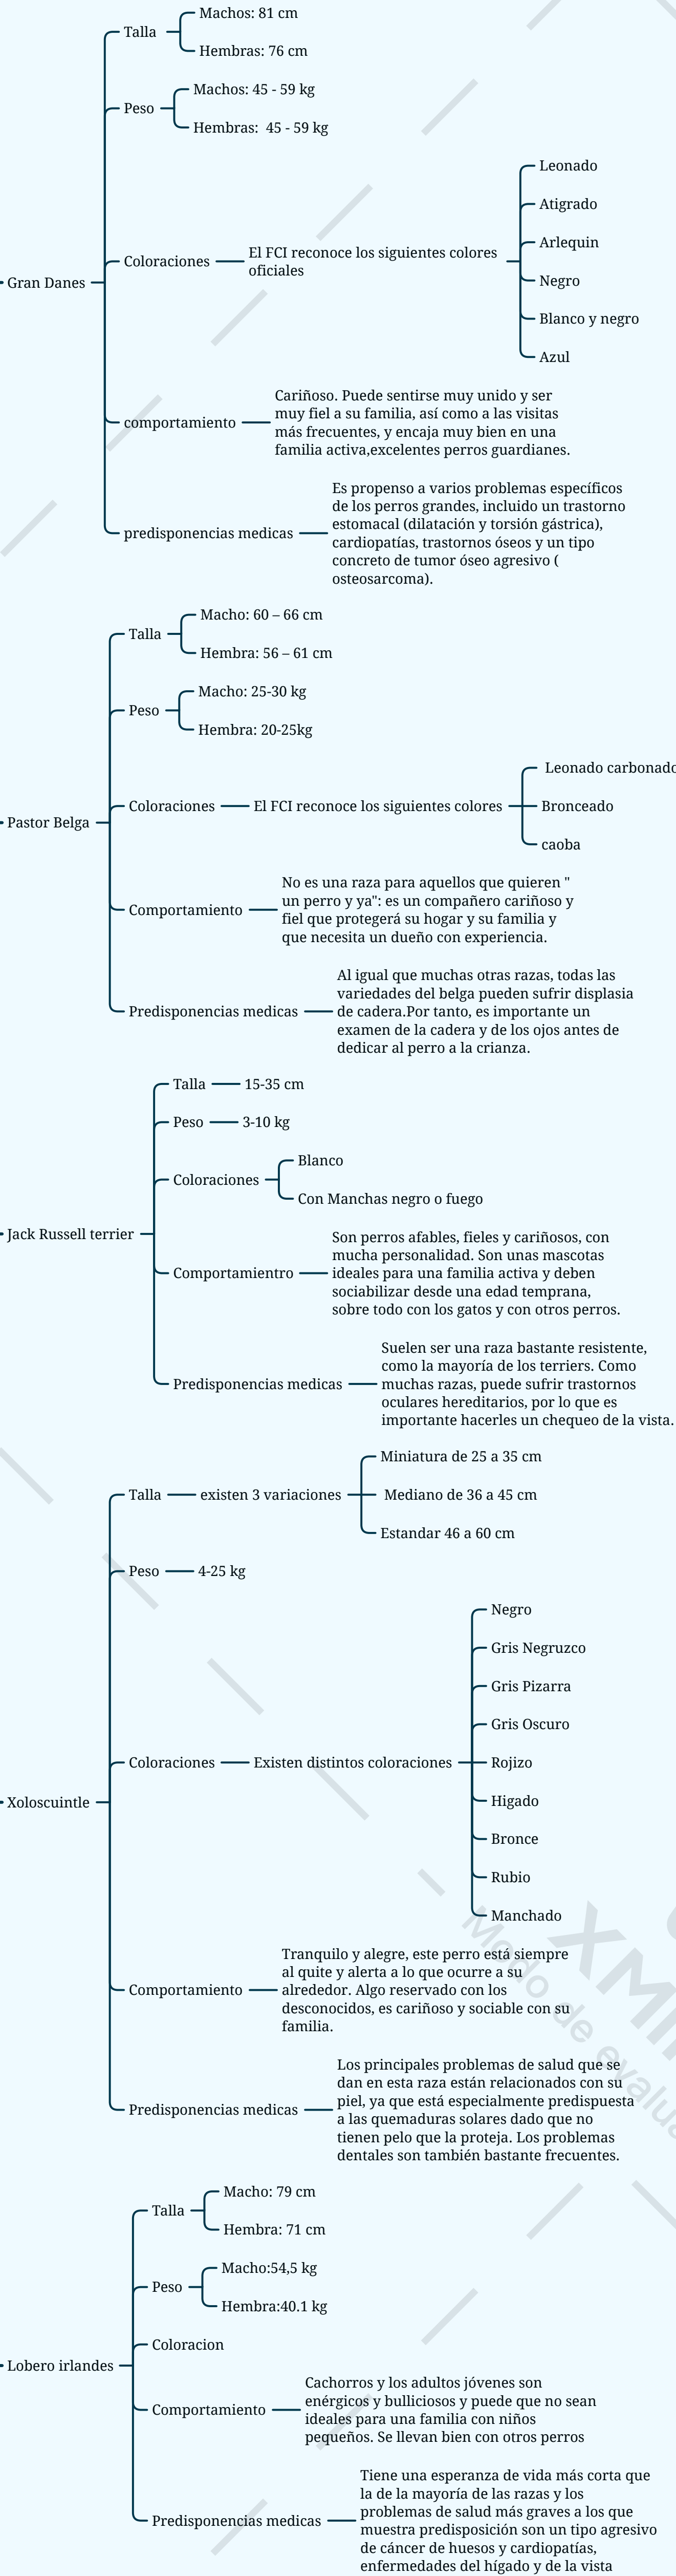 Gran Danes
Talla
Machos: 81 cm
Hembras: 76 cm
Peso
Machos: 45 - 59 kg
Hembras:  45 - 59 kg
Coloraciones
El FCI reconoce los siguientes colores
oficiales
Leonado
Atigrado
Arlequin
Negro
Blanco y negro
Azul
comportamiento
Cariñoso. Puede sentirse muy unido y ser
muy fiel a su familia, así como a las visitas
más frecuentes, y encaja muy bien en una
familia activa,excelentes perros guardianes.
predisponencias medicas
Es propenso a varios problemas específicos
de los perros grandes, incluido un trastorno
estomacal (dilatación y torsión gástrica),
cardiopatías, trastornos óseos y un tipo
concreto de tumor óseo agresivo (
osteosarcoma).
Pastor Belga
Talla
Macho: 60 – 66 cm
Hembra: 56 – 61 cm
Peso
Macho: 25-30 kg
Hembra: 20-25kg
Coloraciones
El FCI reconoce los siguientes colores
Leonado carbonado
Bronceado
caoba
Comportamiento
No es una raza para aquellos que quieren "
un perro y ya": es un compañero cariñoso y
fiel que protegerá su hogar y su familia y
que necesita un dueño con experiencia.
Predisponencias medicas
Al igual que muchas otras razas, todas las
variedades del belga pueden sufrir displasia
de cadera.Por tanto, es importante un
examen de la cadera y de los ojos antes de
dedicar al perro a la crianza.
Jack Russell terrier
Talla
15-35 cm
Peso
3-10 kg
Coloraciones
Blanco
Con Manchas negro o fuego
Comportamientro
Son perros afables, fieles y cariñosos, con
mucha personalidad. Son unas mascotas
ideales para una familia activa y deben
sociabilizar desde una edad temprana,
sobre todo con los gatos y con otros perros.
Predisponencias medicas
Suelen ser una raza bastante resistente,
como la mayoría de los terriers. Como
muchas razas, puede sufrir trastornos
oculares hereditarios, por lo que es
importante hacerles un chequeo de la vista.
Xoloscuintle
Talla
existen 3 variaciones
Miniatura de 25 a 35 cm
Mediano de 36 a 45 cm
Estandar 46 a 60 cm
Peso
4-25 kg
Coloraciones
Existen distintos coloraciones
Negro
Gris Negruzco
Gris Pizarra
Gris Oscuro
Rojizo
Higado
Bronce
Rubio
Manchado
Comportamiento
Tranquilo y alegre, este perro está siempre
al quite y alerta a lo que ocurre a su
alrededor. Algo reservado con los
desconocidos, es cariñoso y sociable con su
familia.
Predisponencias medicas
Los principales problemas de salud que se
dan en esta raza están relacionados con su
piel, ya que está especialmente predispuesta
a las quemaduras solares dado que no
tienen pelo que la proteja. Los problemas
dentales son también bastante frecuentes.
Lobero irlandes
Talla
Macho: 79 cm
Hembra: 71 cm
Peso
Macho:54,5 kg
Hembra:40.1 kg
Coloracion
Comportamiento
Cachorros y los adultos jóvenes son
enérgicos y bulliciosos y puede que no sean
ideales para una familia con niños
pequeños. Se llevan bien con otros perros
Predisponencias medicas
Tiene una esperanza de vida más corta que
la de la mayoría de las razas y los
problemas de salud más graves a los que
muestra predisposición son un tipo agresivo
de cáncer de huesos y cardiopatías,
enfermedades del hígado y de la vista
Modo de